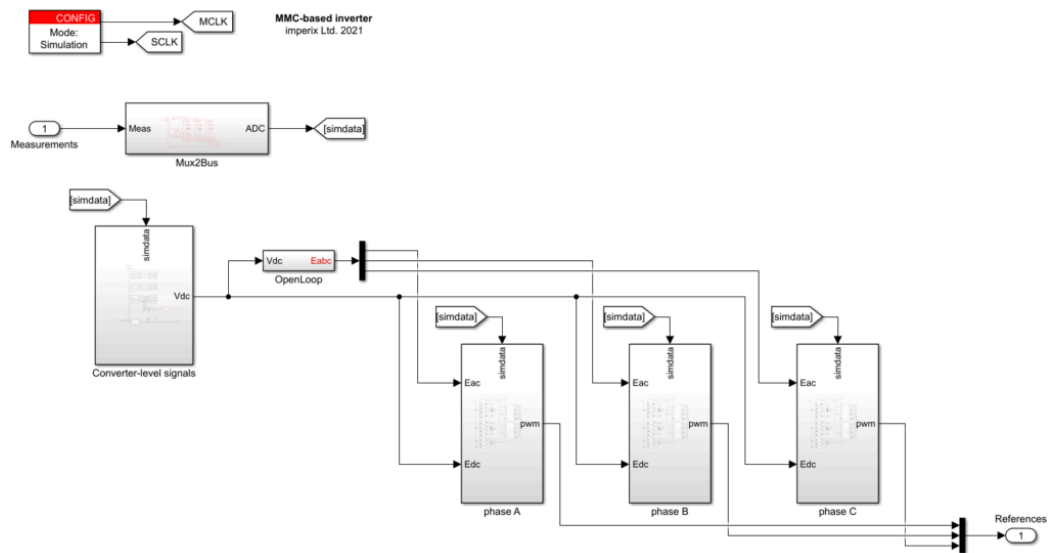 CONFIG
Mode:
Simulation
MCLK
SCLK
MMC-based inverter
imperix Ltd. 2021
1
Measurements
Meas
ADC
Mux2Bus
[simdata]
[simdata]
simdata
Vdc
Converter-level signals
Vdc
Eabc
OpenLoop
[simdata]
[simdata]
[simdata]
simdata
Eac
pwm
Edc
phase A
simdata
Eac
pwm
Edc
phase B
simdata
Eac
pwm
Edc
phase C
References
1